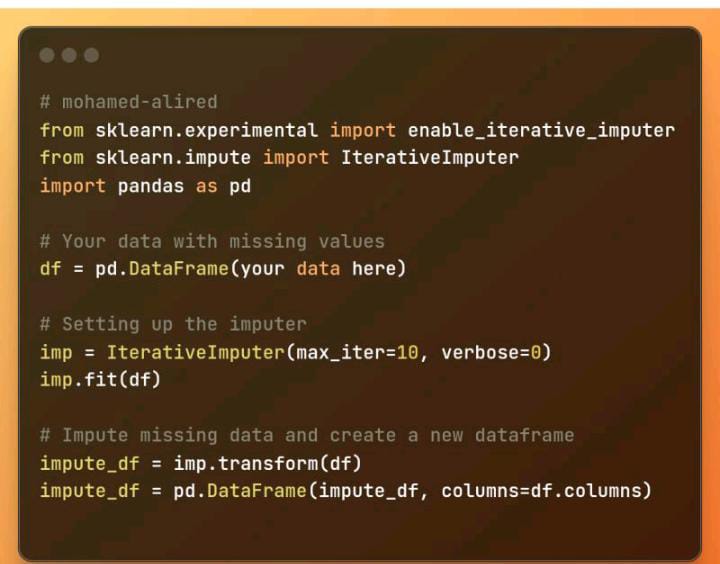 # mohamed-alired
from sklearn.experimental import enable_iterative_imputer
from sklearn.impute import IterativeImputer
import pandas as pd
# Your data with missing values
df = pd.DataFrame(your data here)
# Setting up the imputer
imp = IterativeImputer(max_iter=10, verbose=0)
imp.fit(df)
# Impute missing data and create a new dataframe
impute_df = imp.transform(df)
impute_df = pd.DataFrame(impute_df, columns=df.columns)